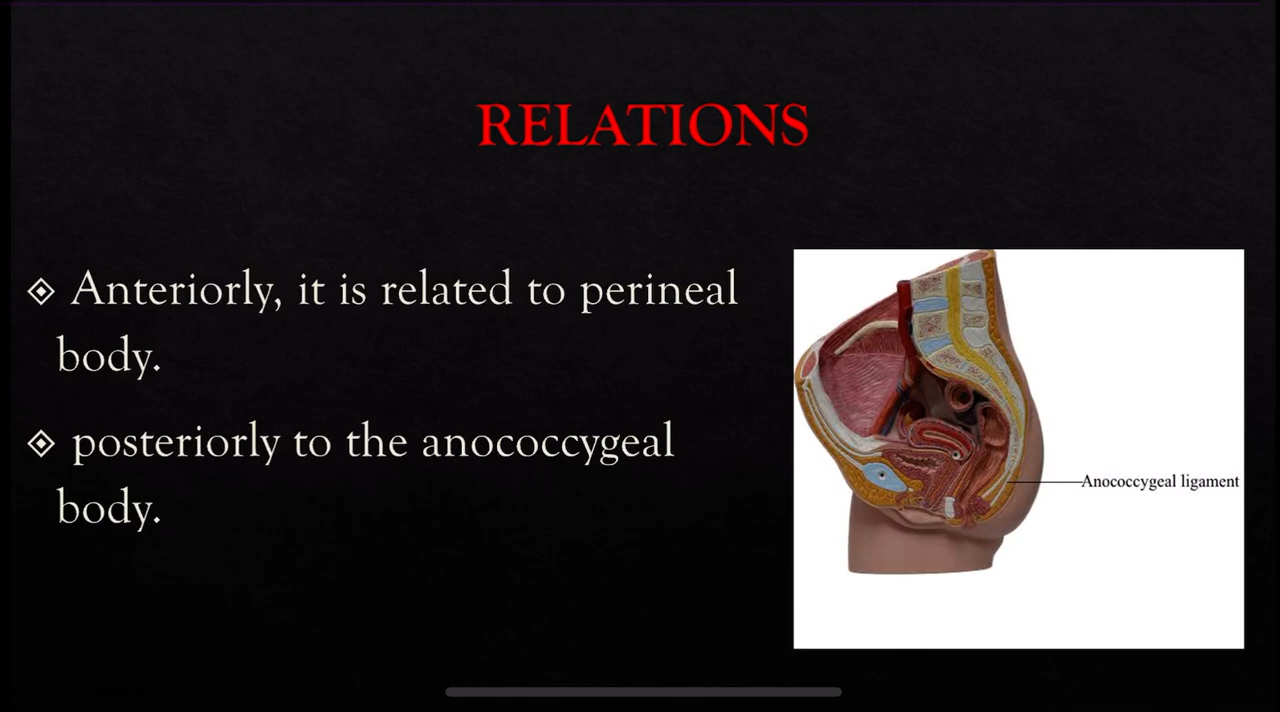 RELATIONS
Anteriorly, it is related to perineal
body.
posteriorly to the anococcygeal
body.
Anococcygeal ligament